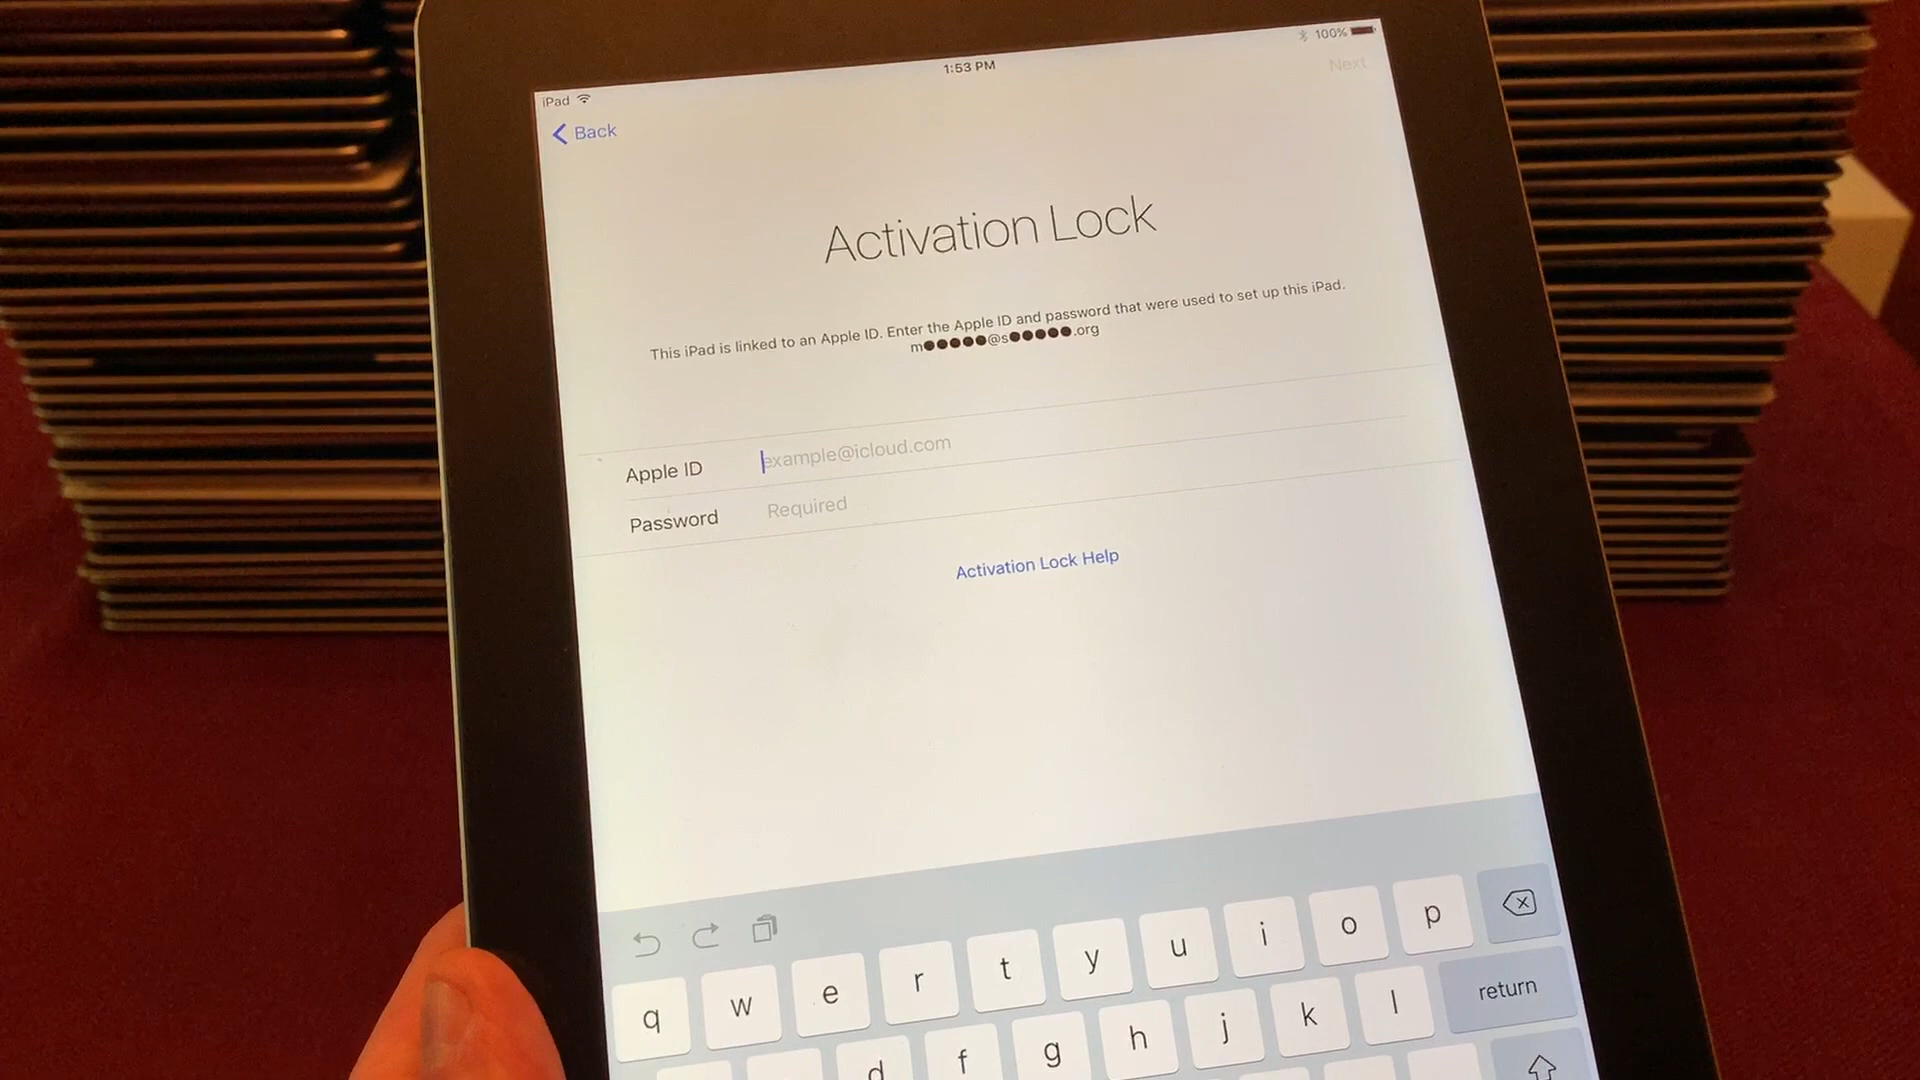 1:53 PM
100%
iPad
Next
Back
Activation Lock
This iPad is linked to an Apple ID. Enter the Apple ID and password that were used to set up this iPad.
m●●●●●@s●●●●●.org
Apple ID example@icloud.com
Password Required
Activation Lock Help
q w e r t y u i o p
d f g h j k l return